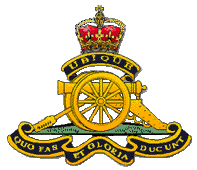 UBIQUE
QUO FAS
ET GLORIA
DUCUNT